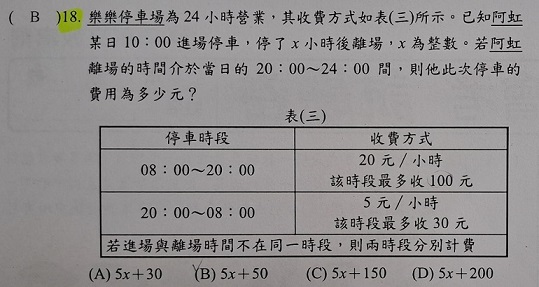 ( B )18. 樂樂停車場為 24 小時營業，其收費方式如表(三)所示。已知阿虹
某日 10：00 進場停車，停了 x 小時後離場，x 為整數。若阿虹
離場的時間介於當日的 20：00～24：00 間，則他此次停車的
費用為多少元？
表(三)
停車時段 收費方式
08：00～20：00 20 元／小時
該時段最多收 100 元
20：00～08：00 5 元／小時
該時段最多收 30 元
若進場與離場時間不在同一時段，則兩時段分別計費
(A) 5x＋30 (B) 5x＋50 (C) 5x＋150 (D) 5x＋200